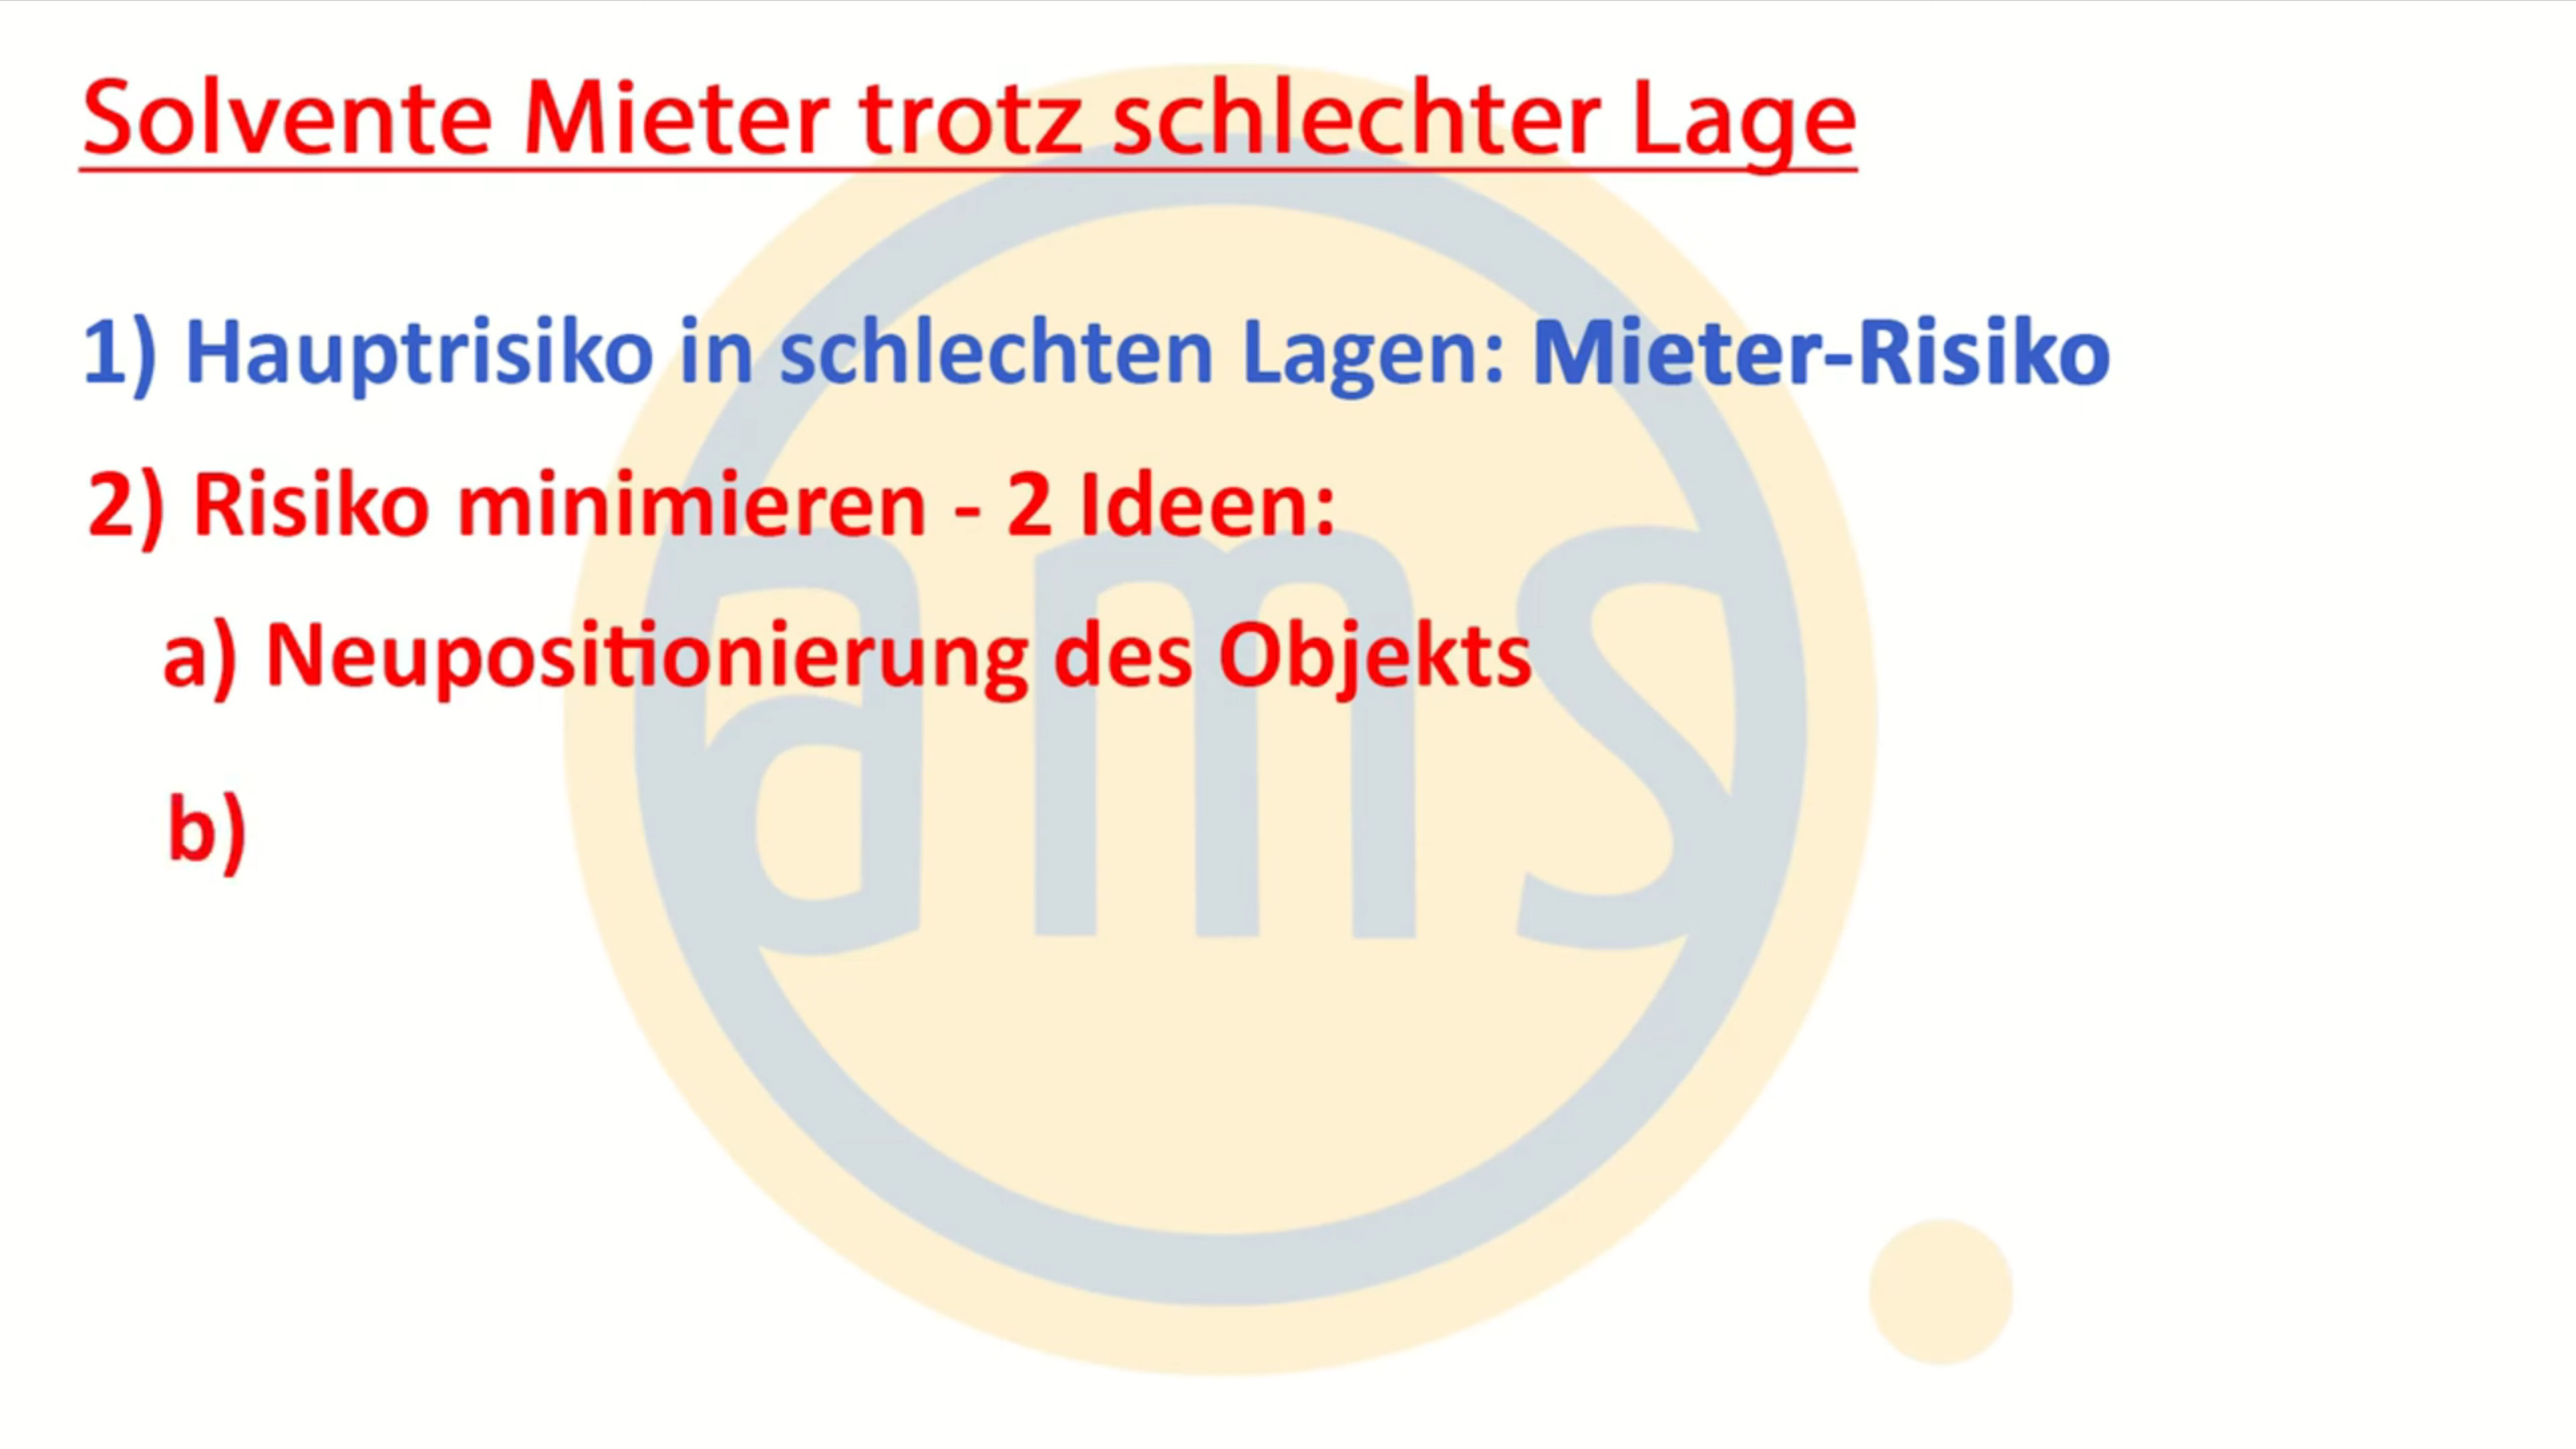 Solvente Mieter trotz schlechter Lage
1) Hauptrisiko in schlechten Lagen: Mieter-Risiko
2) Risiko minimieren - 2 Ideen:
a) Neupositionierung des Objekts
b)
ams